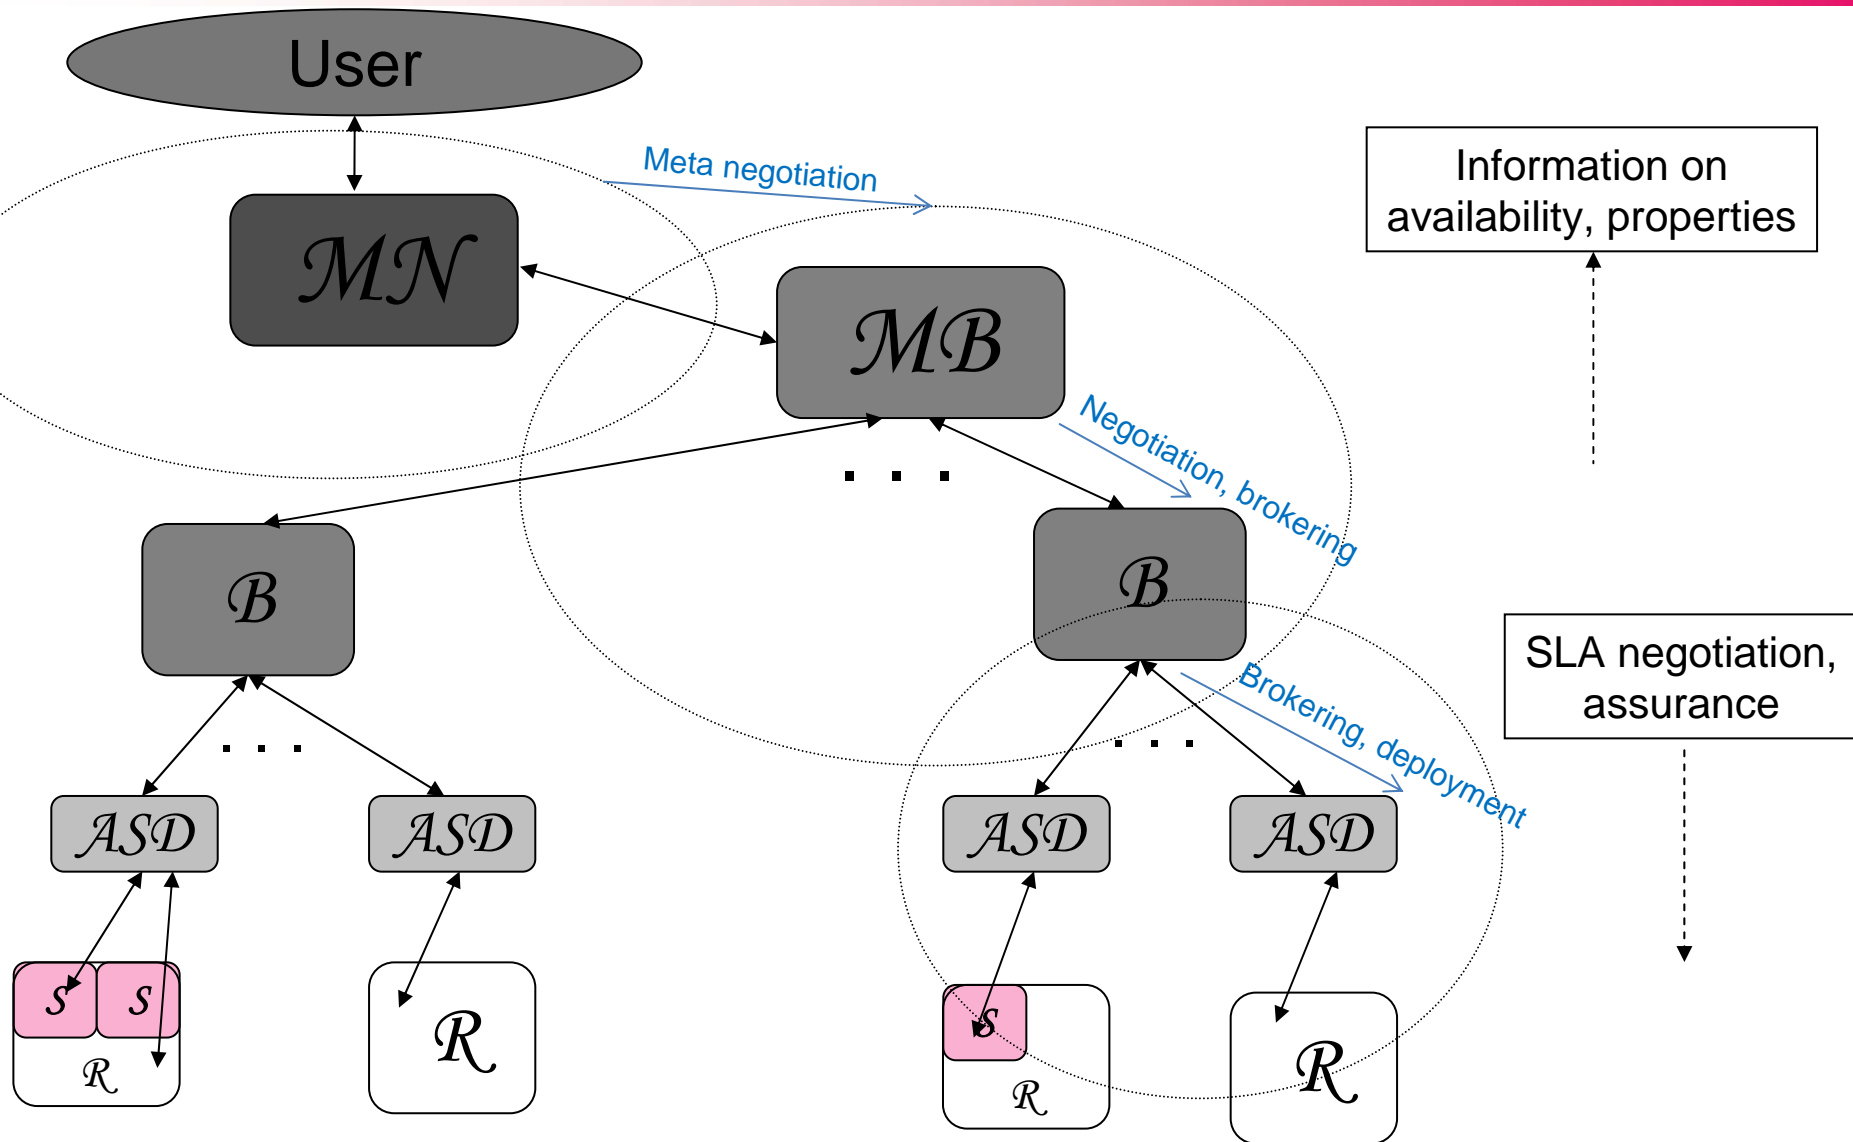 User
Meta negotiation
Information on
availability, properties
MN
MB
Negotiation, brokering
. . .
B
B
SLA negotiation,
assurance
Brokering, deployment
. . .
. . .
ASD
ASD
ASD
ASD
S
S
R
R
S
R
R